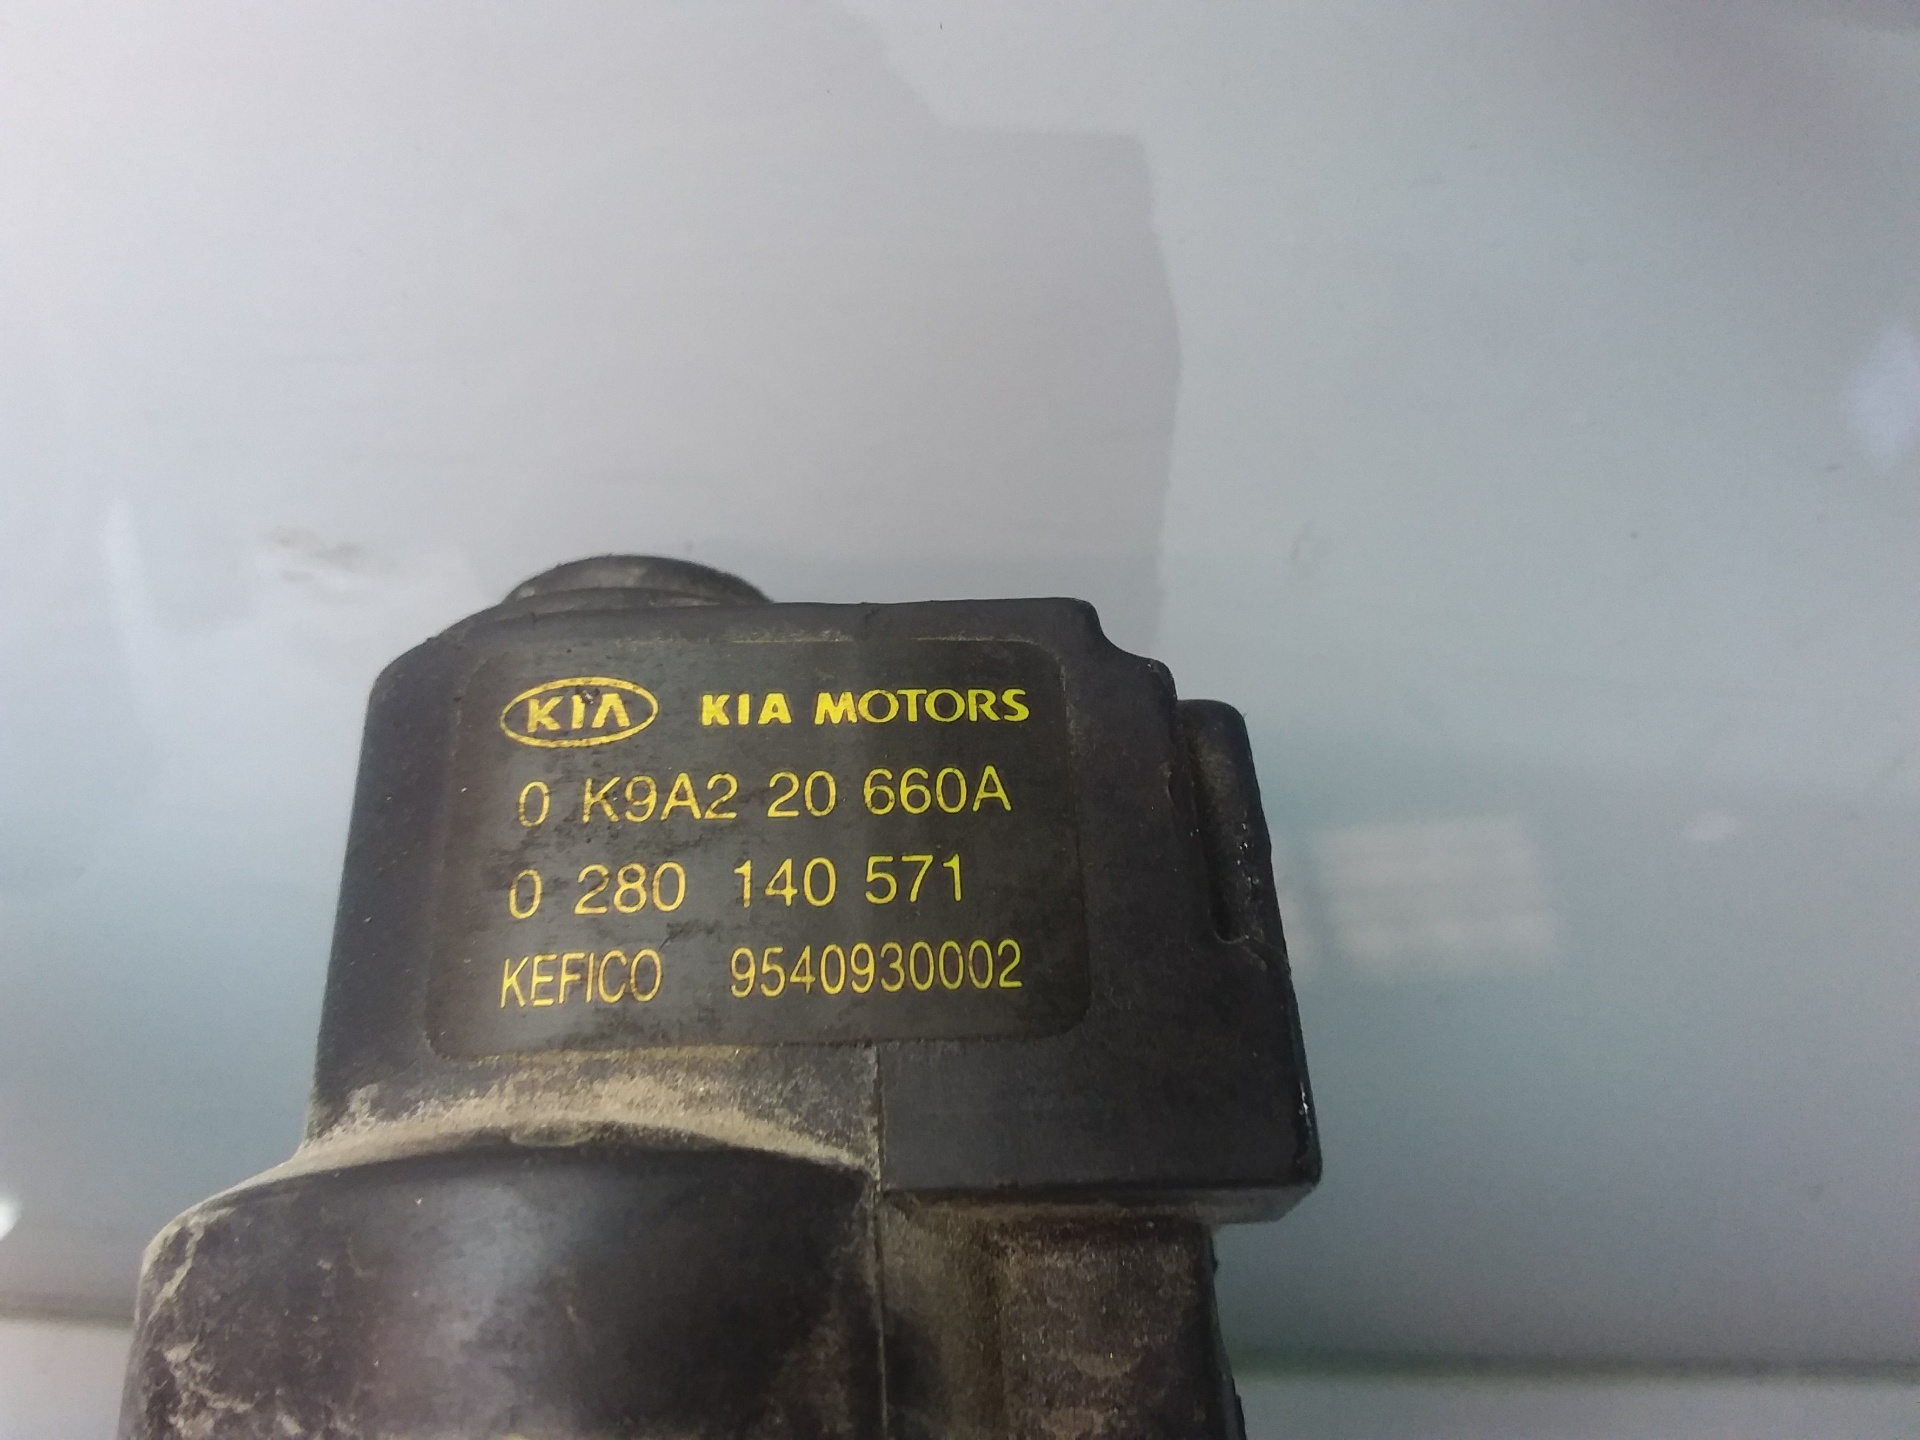 KIA KIA MOTORS
0 K9A2 20 660A
0 280 140 571
KEFICO 9540930002